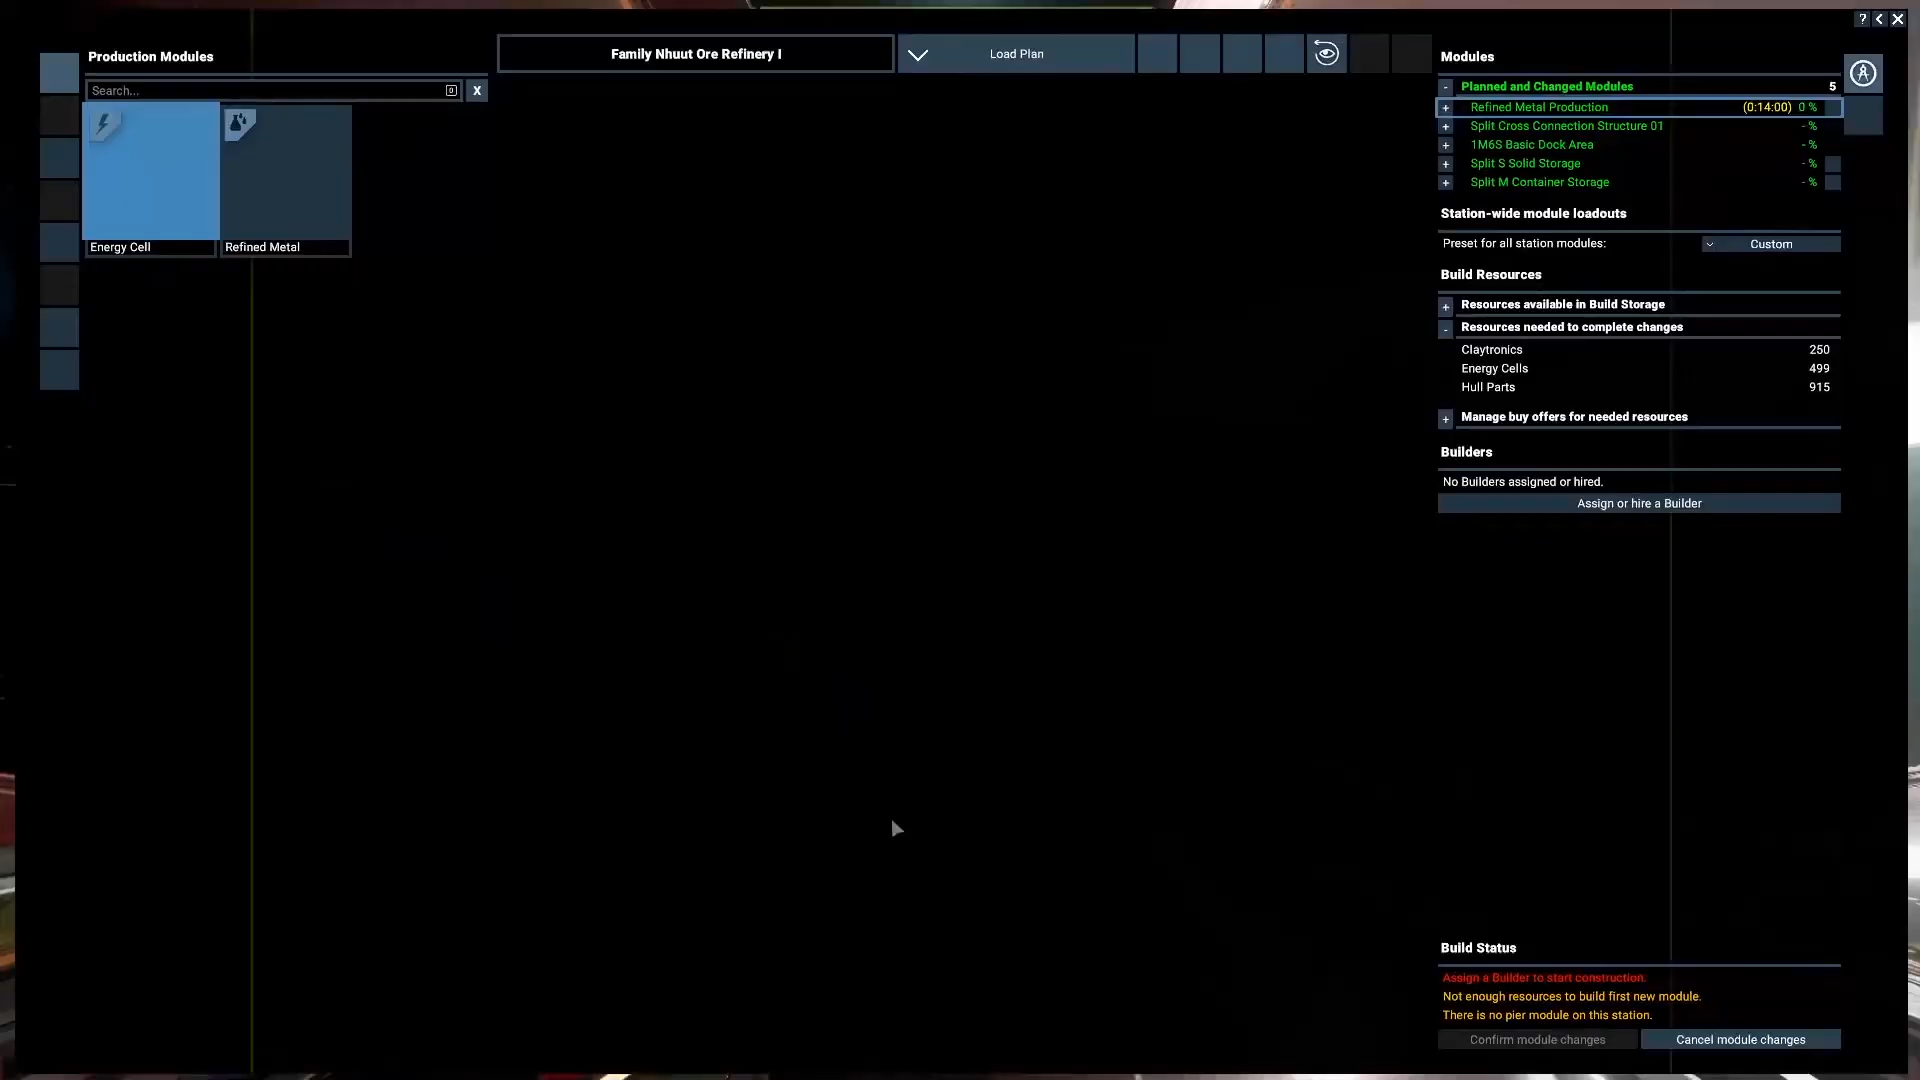 ? < X
Production Modules
Search...
0
X
Energy Cell
Refined Metal
Family Nhuut Ore Refinery I
Load Plan
Modules
- Planned and Changed Modules 5
+ Refined Metal Production (0:14:00) 0 %
+ Split Cross Connection Structure 01 - %
+ 1M6S Basic Dock Area - %
+ Split S Solid Storage - %
+ Split M Container Storage - %
Station-wide module loadouts
Preset for all station modules: Custom
Build Resources
+ Resources available in Build Storage
- Resources needed to complete changes
Claytronics 250
Energy Cells 499
Hull Parts 915
+ Manage buy offers for needed resources
Builders
No Builders assigned or hired.
Assign or hire a Builder
Build Status
Assign a Builder to start construction.
Not enough resources to build first new module.
There is no pier module on this station.
Confirm module changes
Cancel module changes